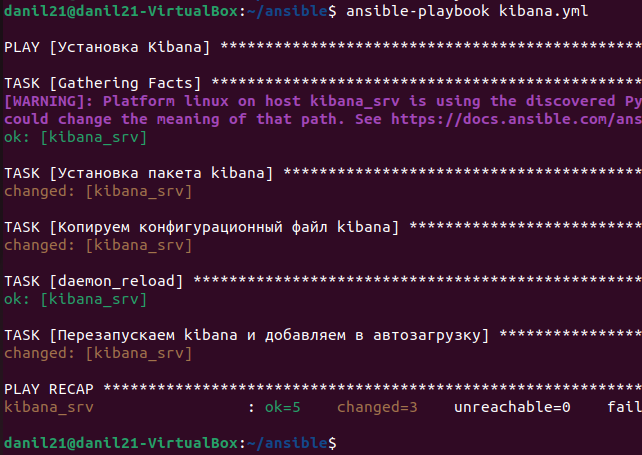 danil21@danil21-VirtualBox:~/ansible$ ansible-playbook kibana.yml
PLAY [Установка Kibana] ***********************************************
TASK [Gathering Facts] ************************************************
[WARNING]: Platform linux on host kibana_srv is using the discovered Py
could change the meaning of that path. See https://docs.ansible.com/ans
ok: [kibana_srv]
TASK [Установка пакета kibana] ****************************************
changed: [kibana_srv]
TASK [Копируем конфигурационный файл kibana] **************************
changed: [kibana_srv]
TASK [daemon_reload] **************************************************
ok: [kibana_srv]
TASK [Перезапускаем kibana и добавляем в автозагрузку] ****************
changed: [kibana_srv]
PLAY RECAP ************************************************************
kibana_srv                 : ok=5    changed=3    unreachable=0    fail
danil21@danil21-VirtualBox:~/ansible$